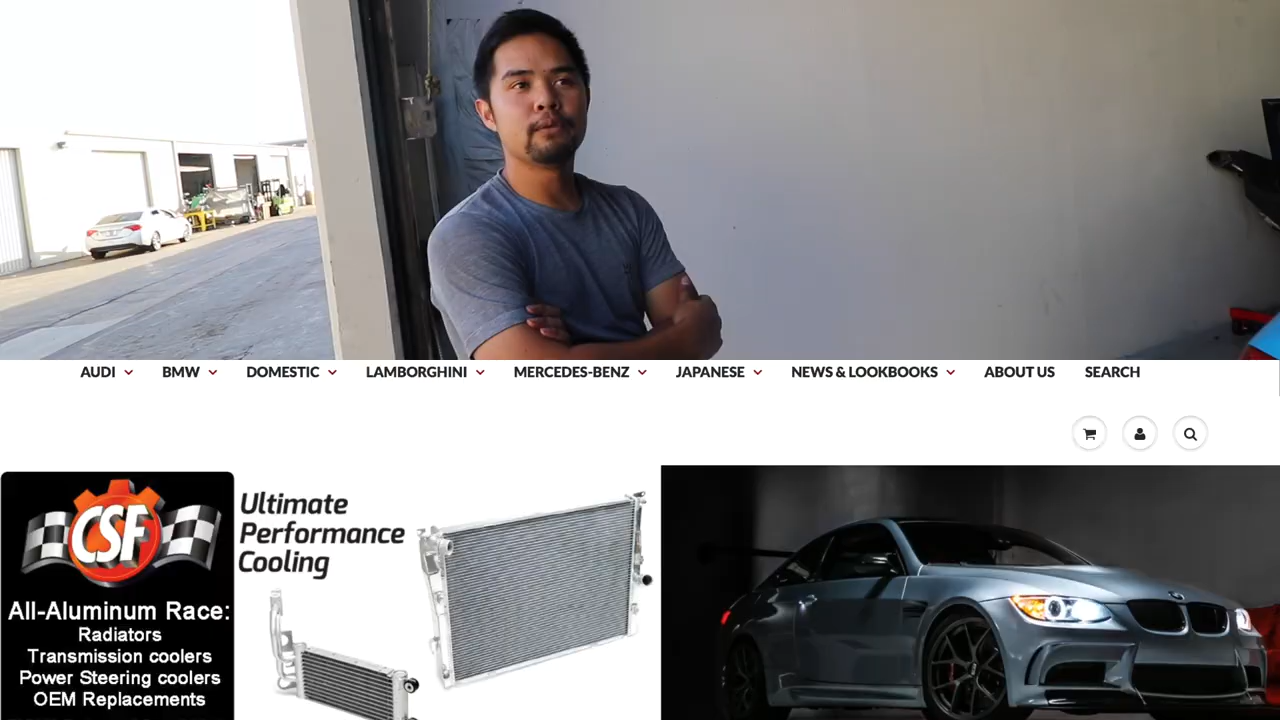 AUDI BMW DOMESTIC LAMBORGHINI MERCEDES-BENZ JAPANESE NEWS & LOOKBOOKS ABOUT US SEARCH
CSF
Ultimate
Performance
Cooling
All-Aluminum Race:
Radiators
Transmission coolers
Power Steering coolers
OEM Replacements